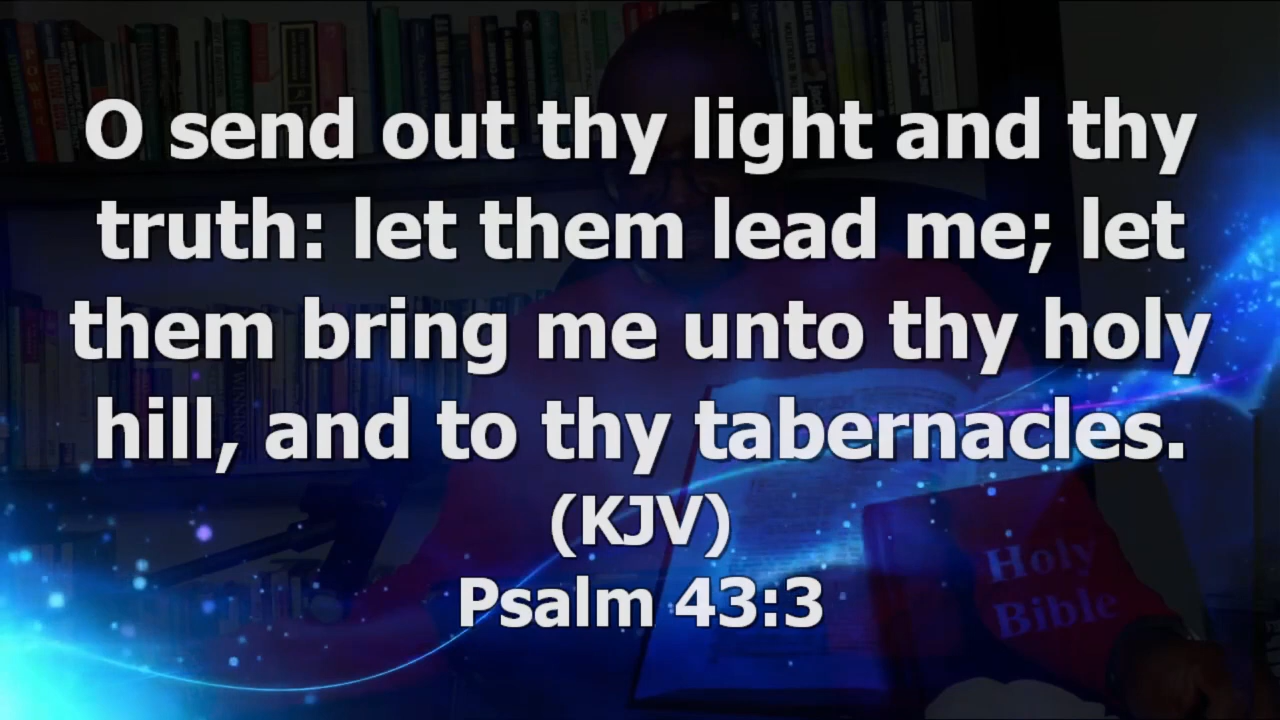 O send out thy light and thy
truth: let them lead me; let
them bring me unto thy holy
hill, and to thy tabernacles.
(KJV)
Psalm 43:3
Holy
Bible
WINNING